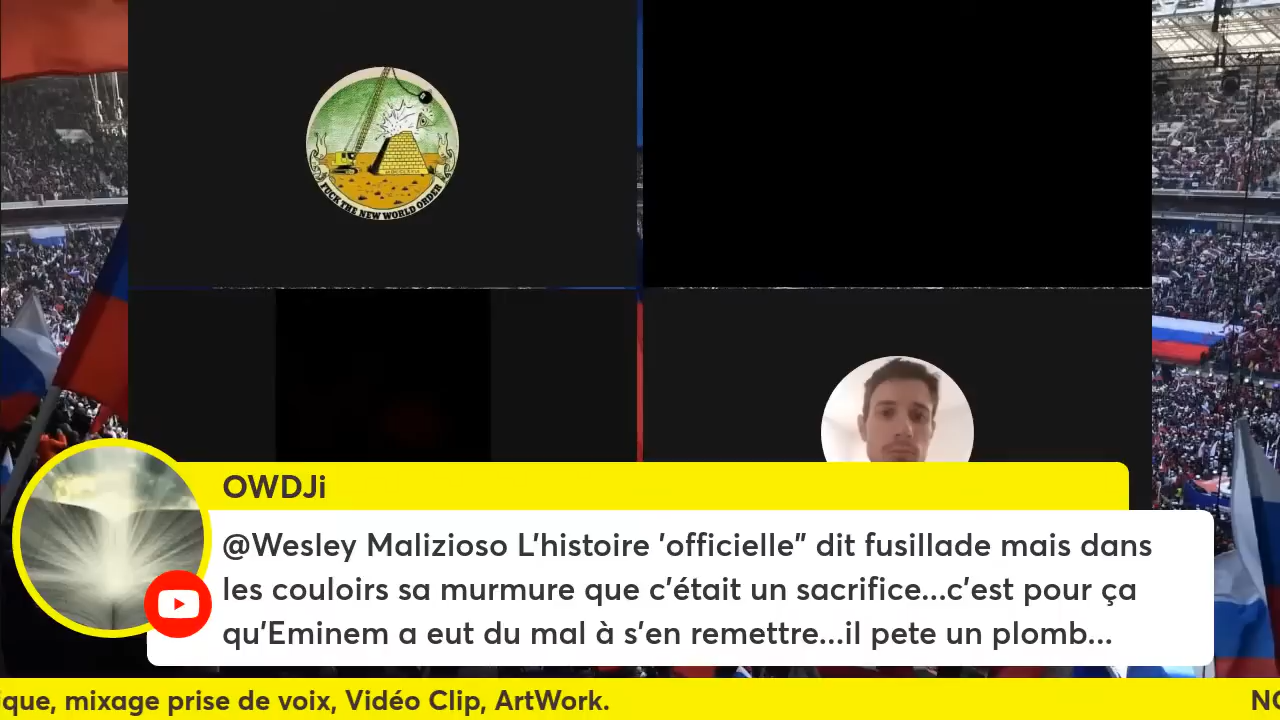 FUCK THE NEW WORLD ORDER
OWDJi
@Wesley Malizioso L'histoire 'officielle" dit fusillade mais dans
les couloirs sa murmure que c'était un sacrifice...c'est pour ça
qu'Eminem a eut du mal à s'en remettre...il pete un plomb...
ique, mixage prise de voix, Vidéo Clip, ArtWork.